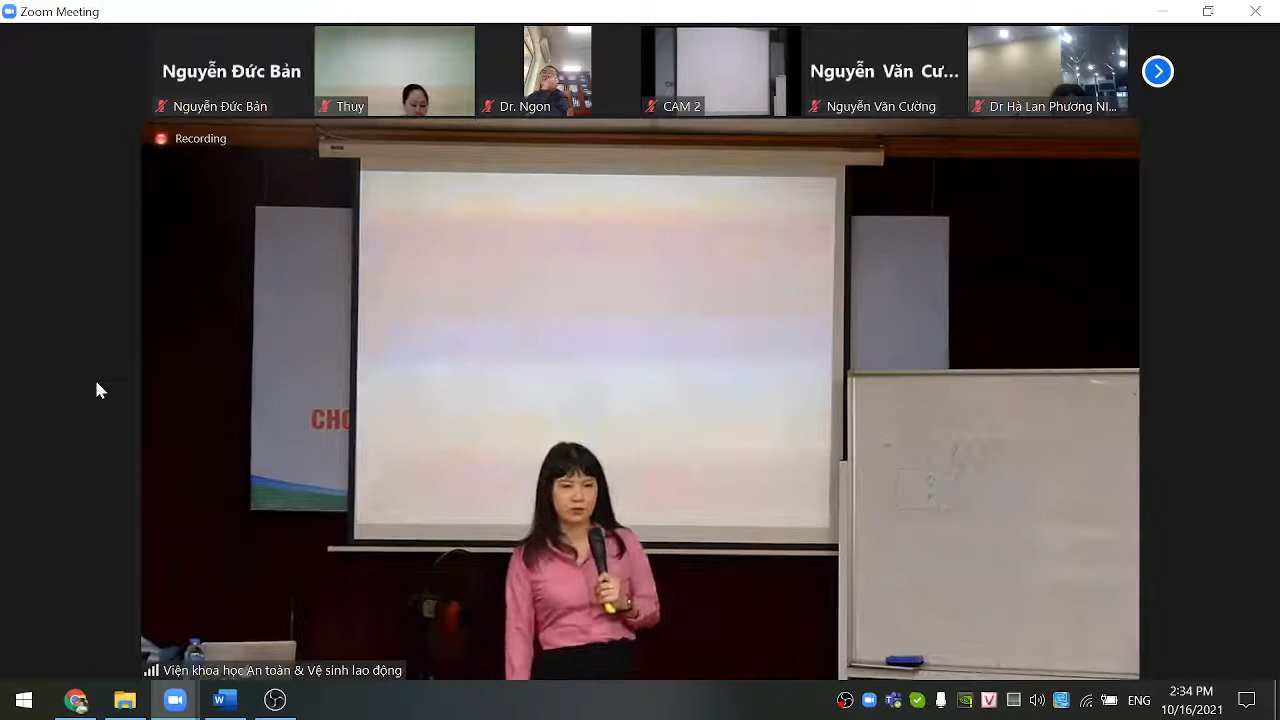 Zoom Meeting
Nguyễn Đức Bản
Nguyễn Văn Cư...
Nguyễn Đức Bản
Thuy
Dr. Ngon
CAM 2
Nguyễn Văn Cường
Dr Hà Lan Phương NI...
Recording
CHO
Viện khoa học An toàn & Vệ sinh lao động
ENG
2:34 PM
10/16/2021